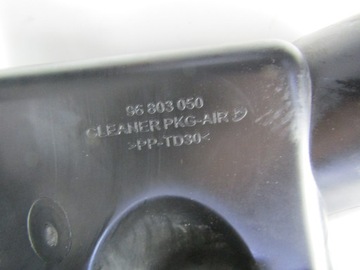 96 803 050
CLEANER PKG-AIR
>PP-TD30<